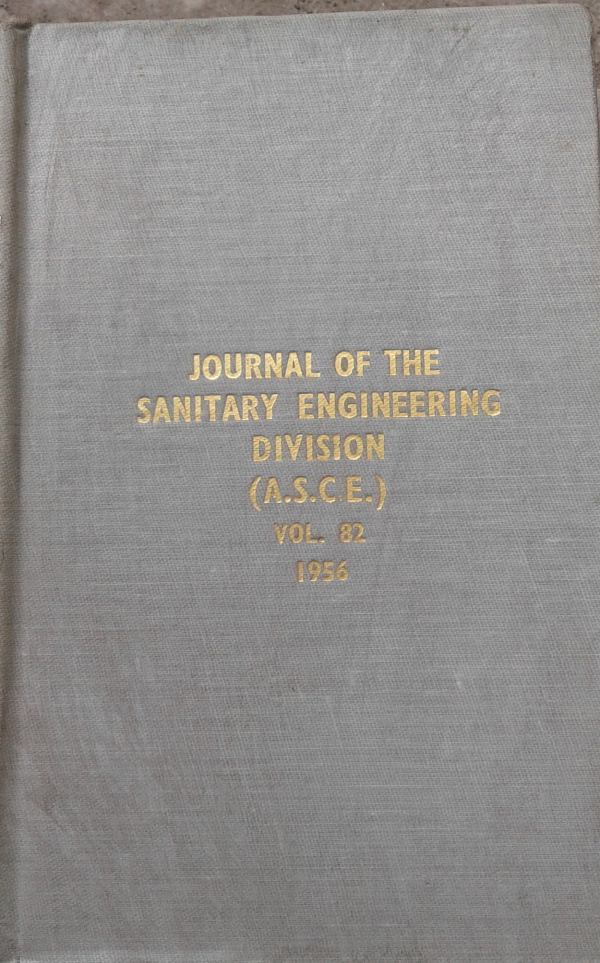 JOURNAL OF THE
SANITARY ENGINEERING
DIVISION
(A.S.C.E.)
VOL. 82
1956